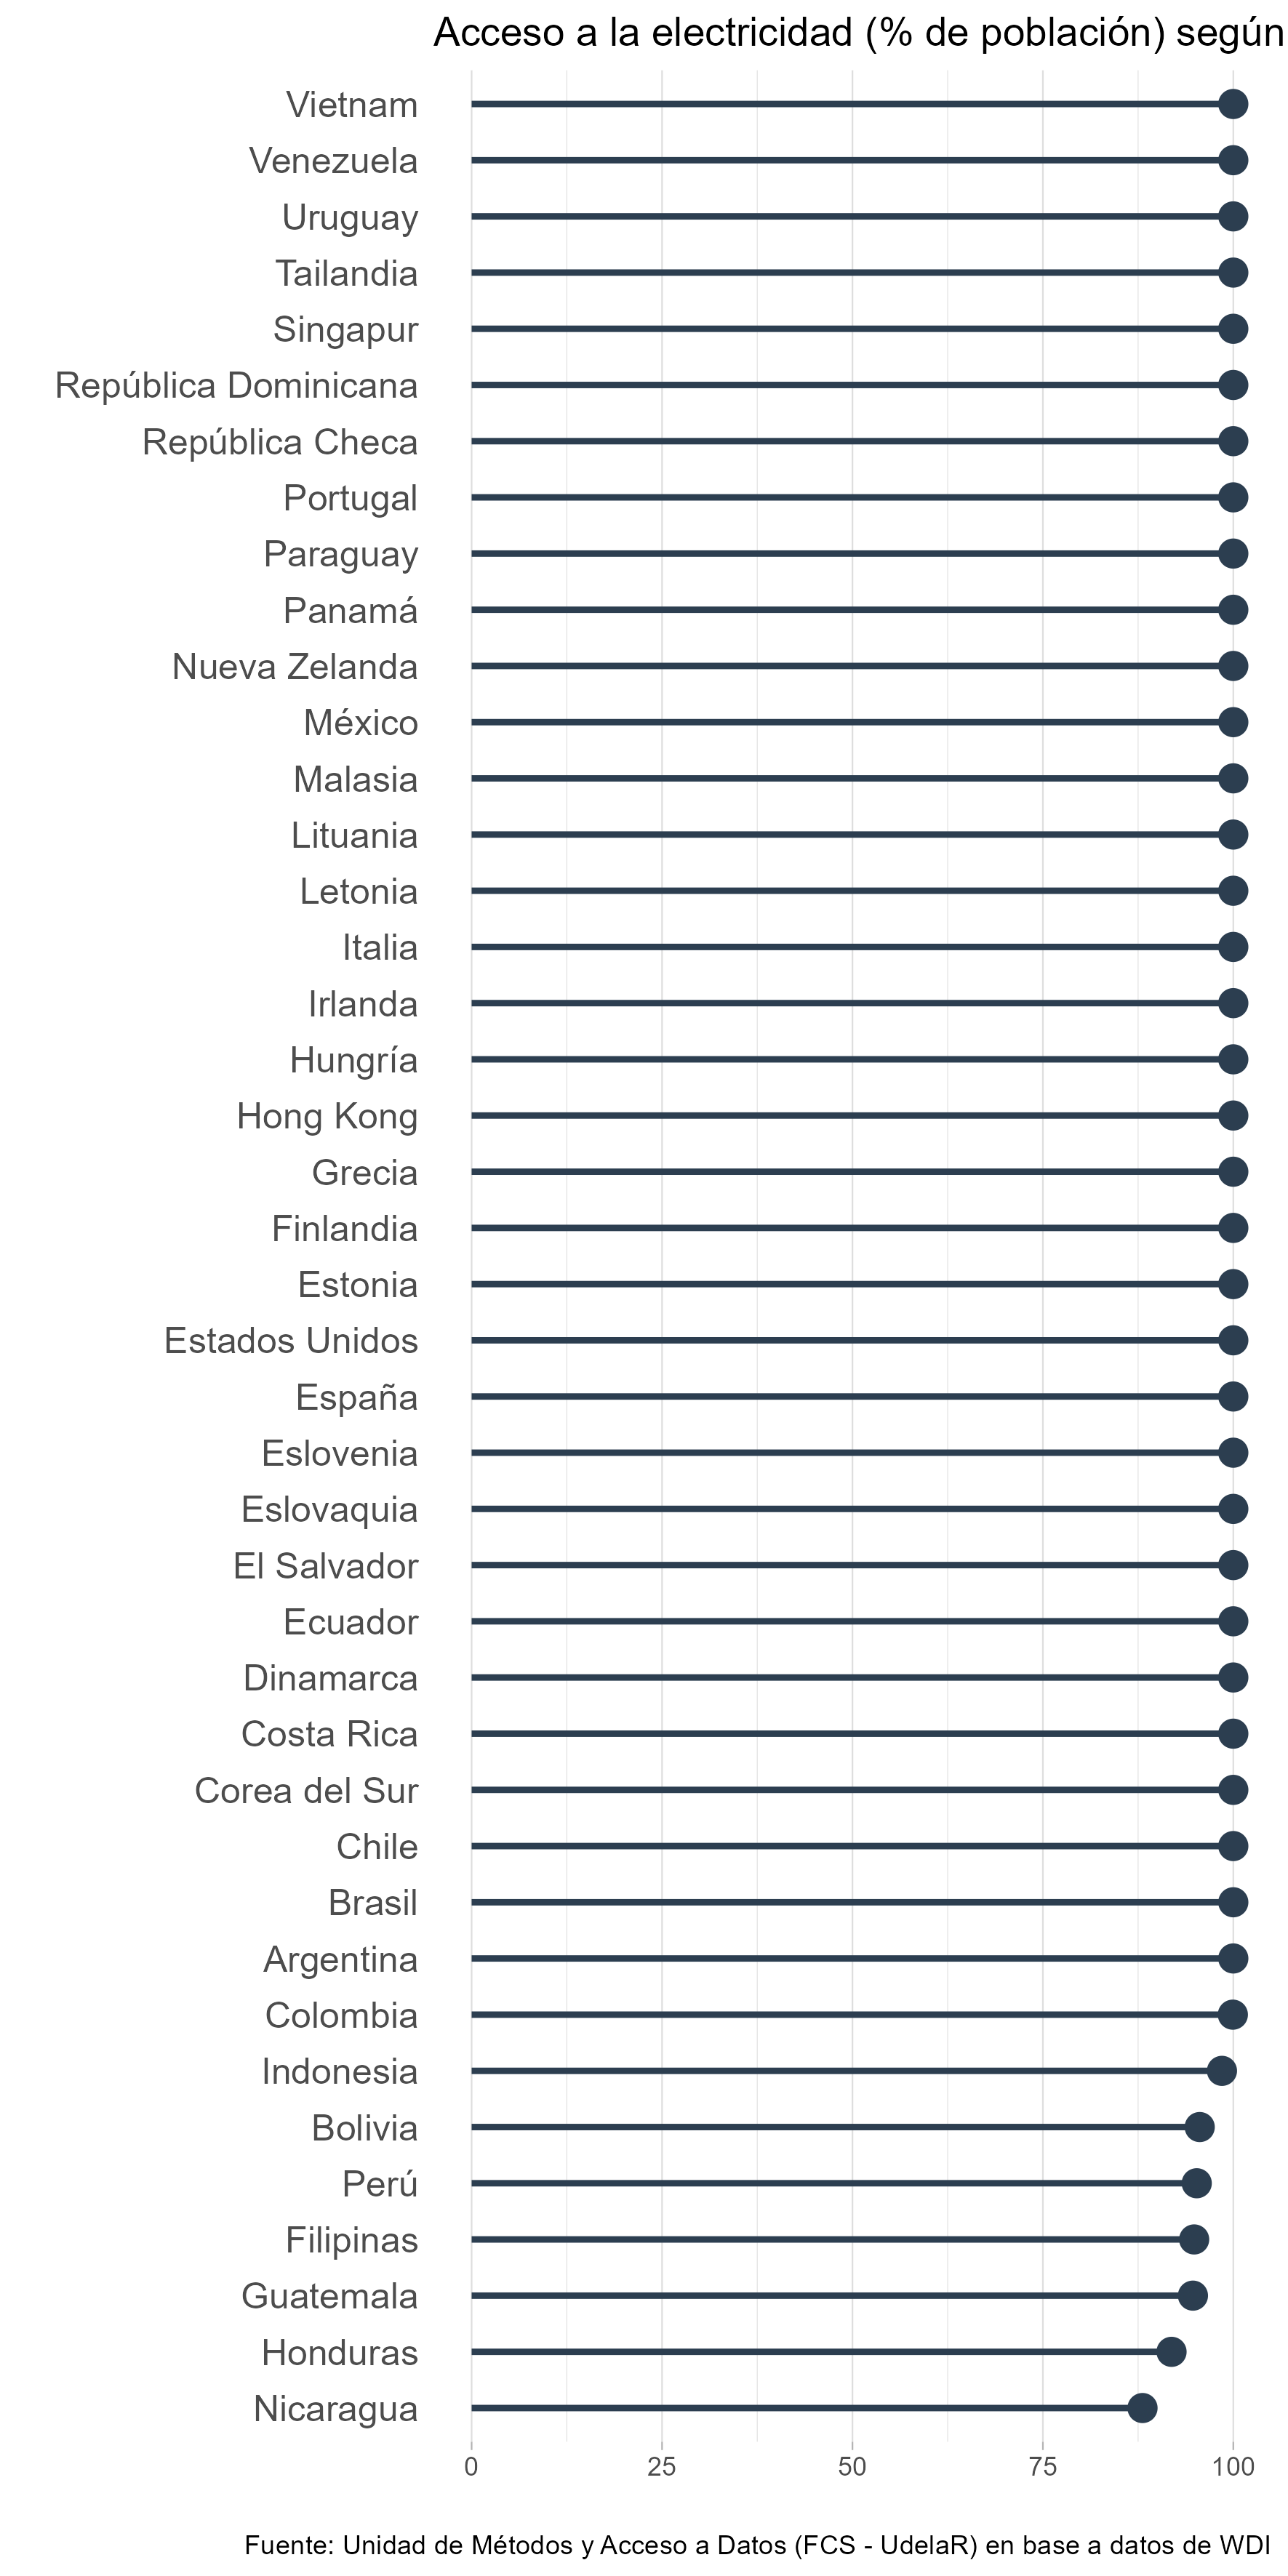 Acceso a la electricidad (% de población) según
Vietnam
Venezuela
Uruguay
Tailandia
Singapur
República Dominicana
República Checa
Portugal
Paraguay
Panamá
Nueva Zelanda
México
Malasia
Lituania
Letonia
Italia
Irlanda
Hungría
Hong Kong
Grecia
Finlandia
Estonia
Estados Unidos
España
Eslovenia
Eslovaquia
El Salvador
Ecuador
Dinamarca
Costa Rica
Corea del Sur
Chile
Brasil
Argentina
Colombia
Indonesia
Bolivia
Perú
Filipinas
Guatemala
Honduras
Nicaragua
0 25 50 75 100
Fuente: Unidad de Métodos y Acceso a Datos (FCS - UdelaR) en base a datos de WDI